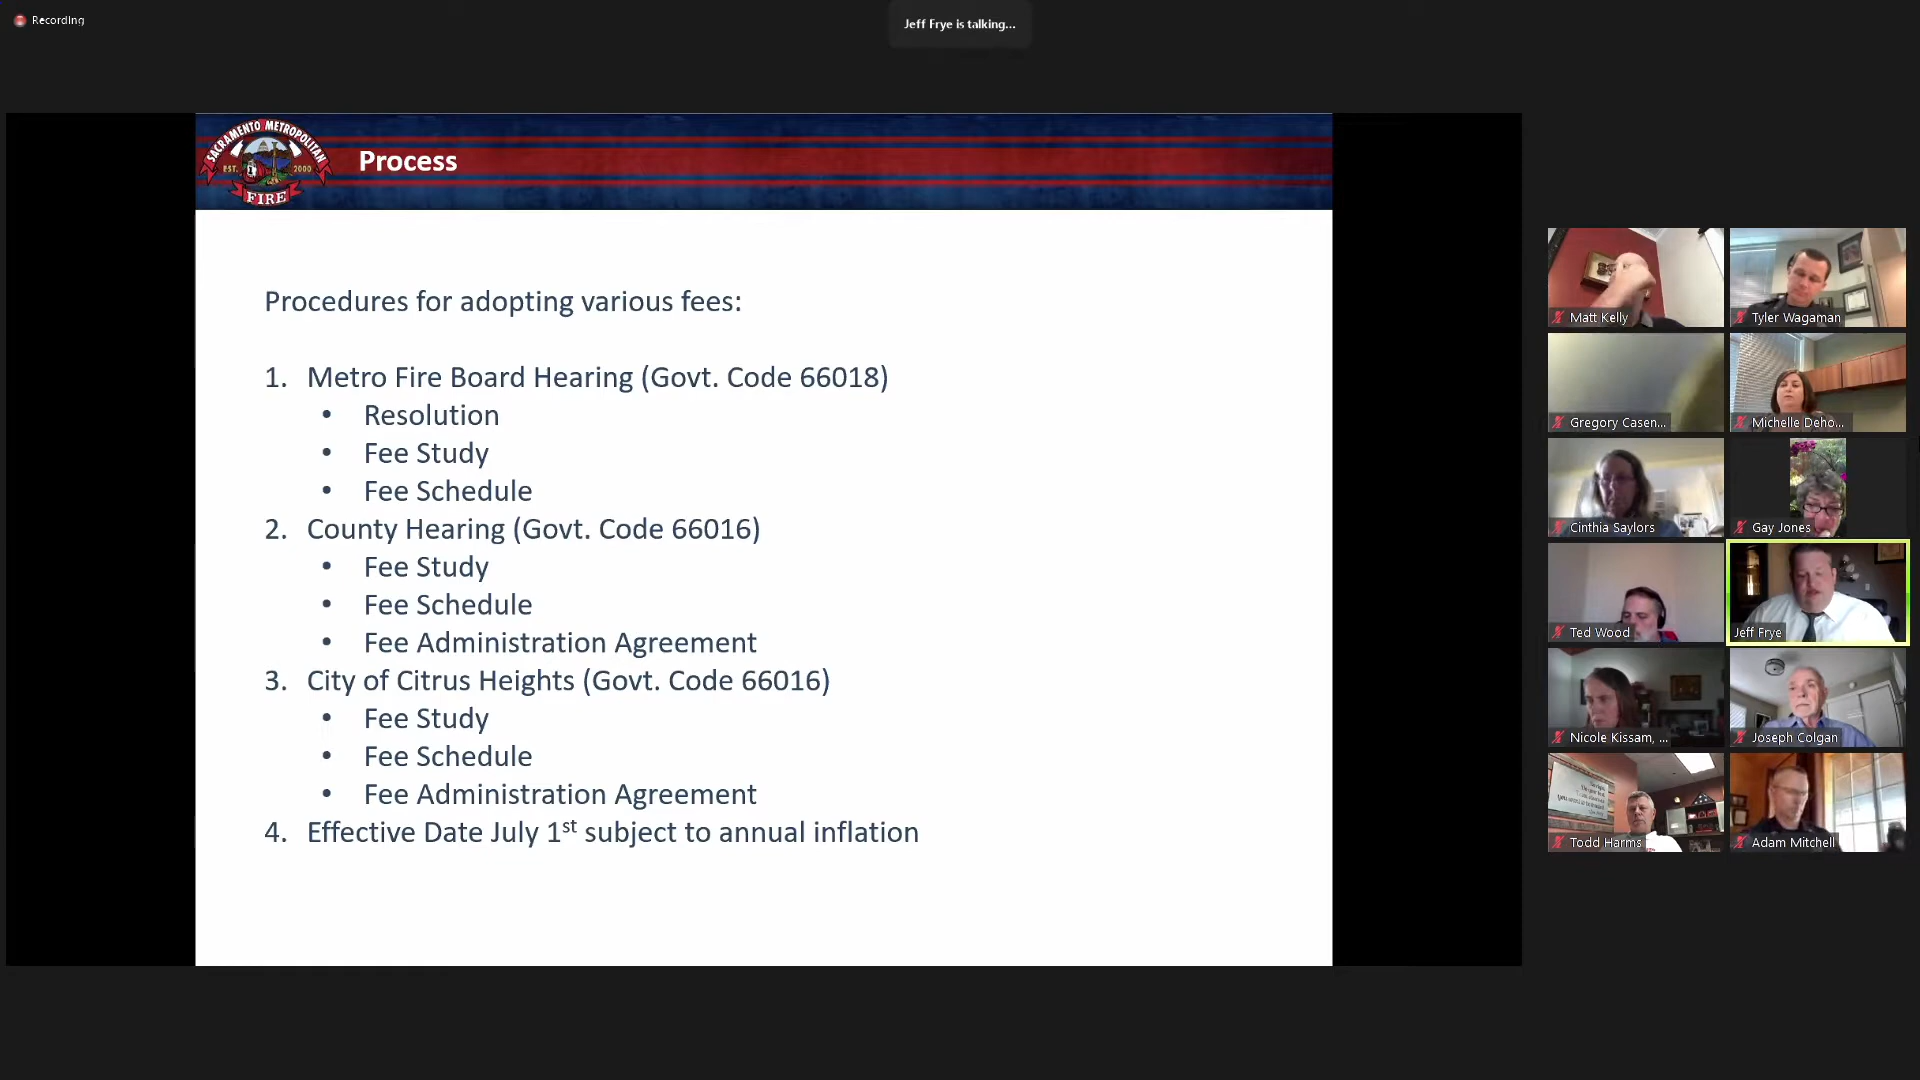 Recording
Jeff Frye is talking...
SACRAMENTO METROPOLITAN
EST. 2000
FIRE
Process
Procedures for adopting various fees:
1. Metro Fire Board Hearing (Govt. Code 66018)
• Resolution
• Fee Study
• Fee Schedule
2. County Hearing (Govt. Code 66016)
• Fee Study
• Fee Schedule
• Fee Administration Agreement
3. City of Citrus Heights (Govt. Code 66016)
• Fee Study
• Fee Schedule
• Fee Administration Agreement
4. Effective Date July 1st subject to annual inflation
Matt Kelly
Tyler Wagaman
Gregory Casen...
Michelle Deho...
Cinthia Saylors
Gay Jones
Ted Wood
Jeff Frye
Nicole Kissam, ...
Joseph Colgan
Todd Harms
Adam Mitchell